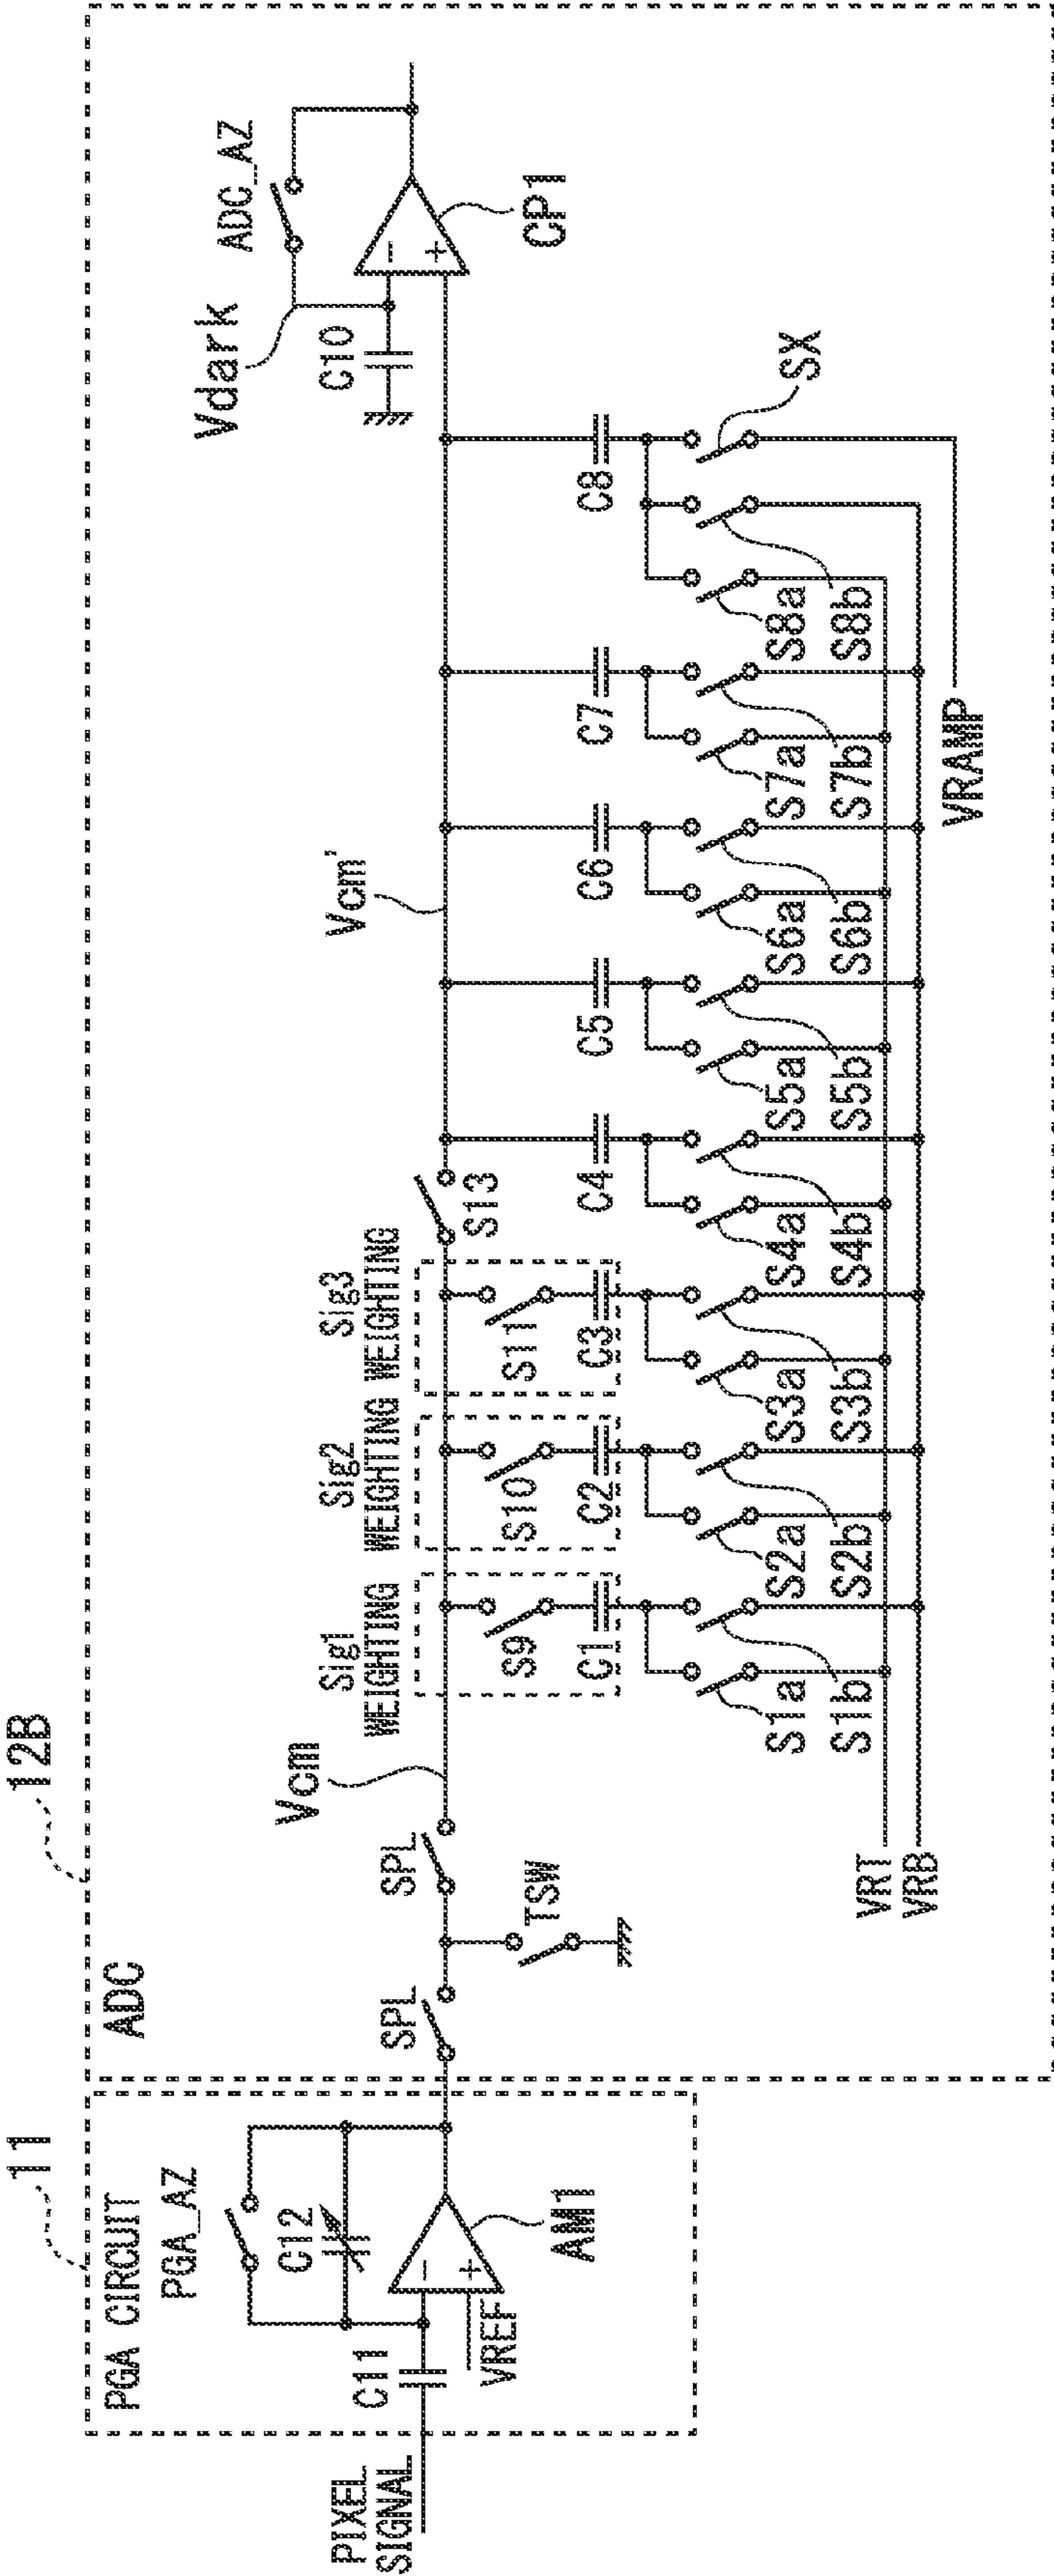 11
12B
PGA CIRCUIT
ADC
PGA_AZ
C12
C11
PIXEL
SIGNAL
VREF
AM1
SPL
SPL
TSW
Vcm
Sig1
WEIGHTING
Sig2
WEIGHTING
Sig3
WEIGHTING
S9
S10
S11
S13
Vcm'
Vdark
ADC_AZ
C10
CP1
C1
C2
C3
C4
C5
C6
C7
C8
SX
S1a
S1b
S2a
S2b
S3a
S3b
S4a
S4b
S5a
S5b
S6a
S6b
S7a
S7b
S8a
S8b
VRT
VRB
VRAMP